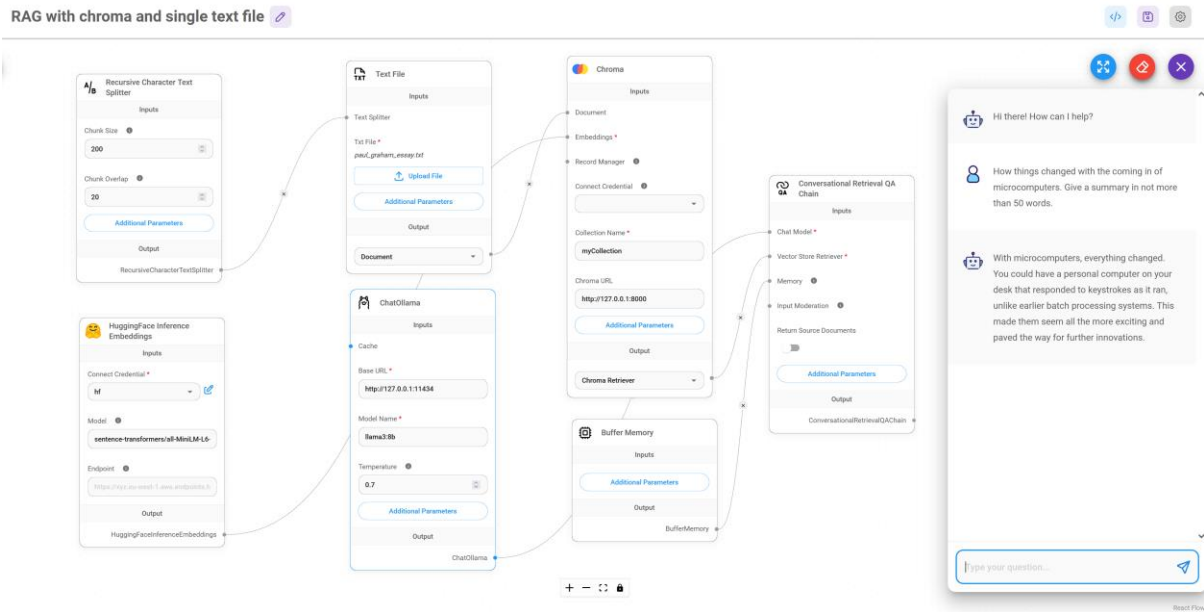 RAG with chroma and single text file
Recursive Character Text
Splitter
Inputs
Chunk Size
200
Chunk Overlap
20
Additional Parameters
Output
RecursiveCharacterTextSplitter
HuggingFace Inference
Embeddings
Inputs
Connect Credential *
hf
Model
sentence-transformers/all-MiniLM-L6-
Endpoint
Output
HuggingFaceInferenceEmbeddings
TXT
Text File
Inputs
Text Splitter
Txt File *
paul_graham_essay.txt
Upload File
Additional Parameters
Output
Document
ChatOllama
Inputs
Cache
Base URL *
http://127.0.0.1:11434
Model Name *
llama3:8b
Temperature
0.7
Additional Parameters
Output
ChatOllama
Chroma
Inputs
Document
Embeddings *
Record Manager
Connect Credential
Collection Name *
myCollection
Chroma URL
http://127.0.0.1:8000
Additional Parameters
Output
Chroma Retriever
Buffer Memory
Inputs
Additional Parameters
Output
BufferMemory
QA
Conversational Retrieval QA
Chain
Inputs
Chat Model *
Vector Store Retriever *
Memory
Input Moderation
Return Source Documents
Additional Parameters
Output
ConversationalRetrievalQAChain
Hi there! How can I help?
How things changed with the coming in of
microcomputers. Give a summary in not more
than 50 words.
With microcomputers, everything changed.
You could have a personal computer on your
desk that responded to keystrokes as it ran,
unlike earlier batch processing systems. This
made them seem all the more exciting and
paved the way for further innovations.
Type your question...
React Flow